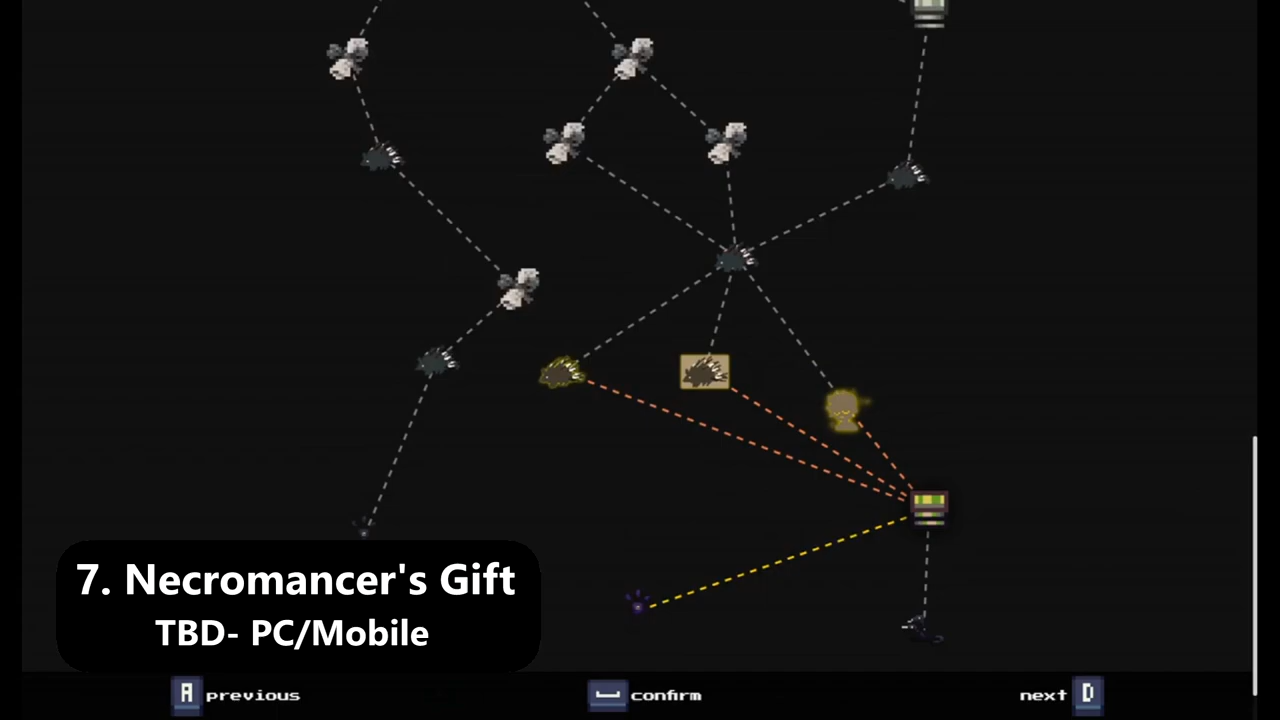 7. Necromancer's Gift
TBD- PC/Mobile
A previous
confirm
next D